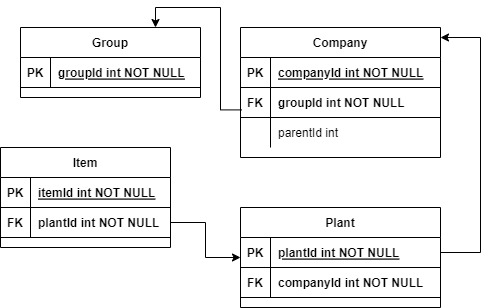 Group
PK groupId int NOT NULL
Company
PK companyId int NOT NULL
FK groupId int NOT NULL
parentId int
Item
PK itemId int NOT NULL
FK plantId int NOT NULL
Plant
PK plantId int NOT NULL
FK companyId int NOT NULL